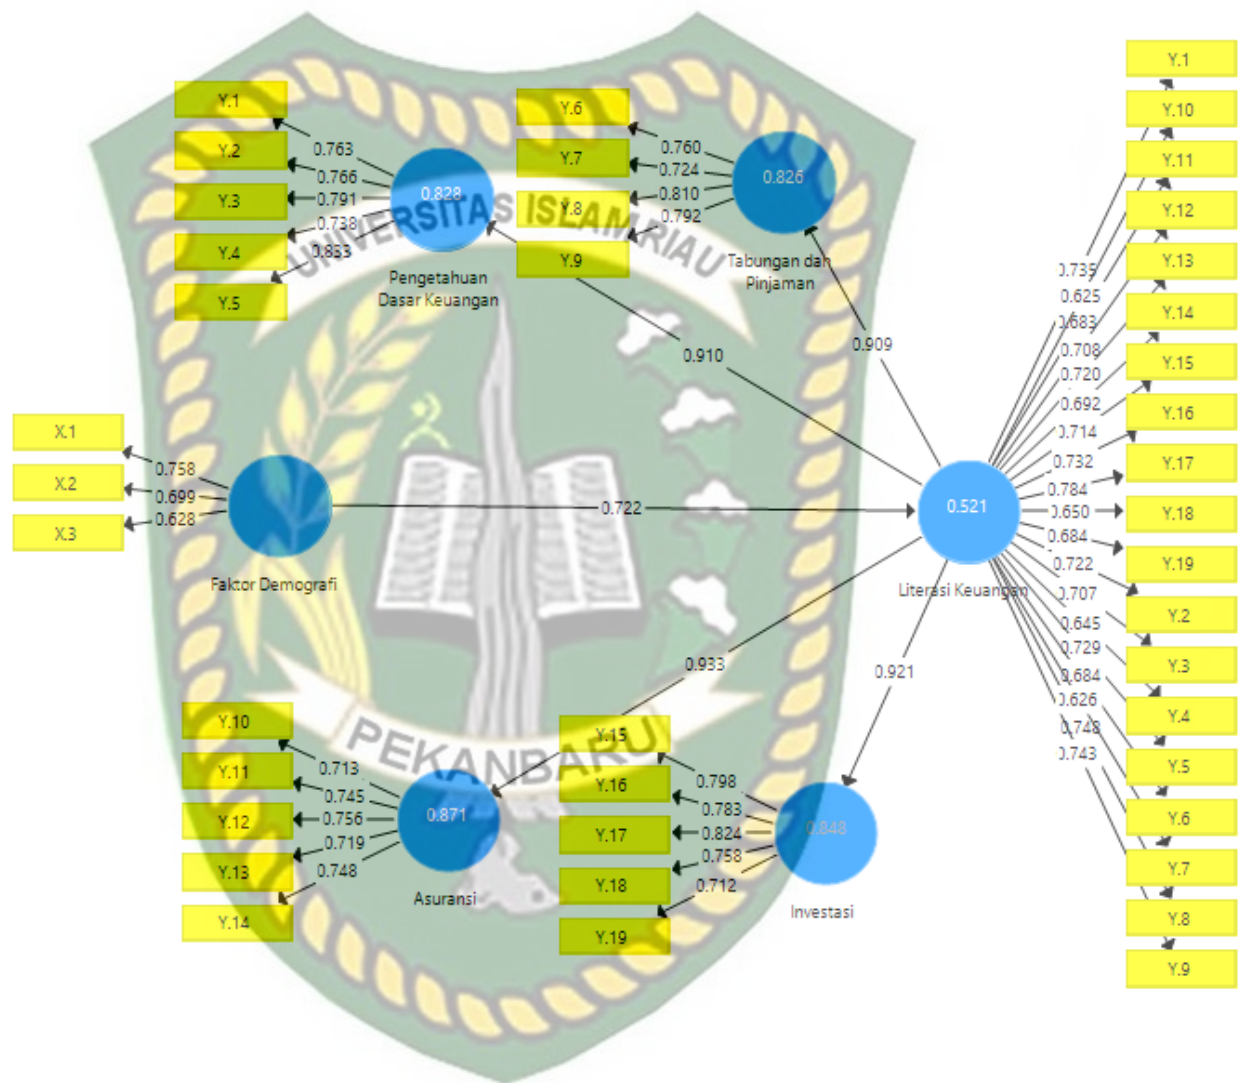 Y.1
Y.2
Y.3
Y.4
Y.5
0.763
0.766
0.791
0.738
0.833
0.828
Pengetahuan
Dasar Keuangan
Y.6
Y.7
Y.8
Y.9
0.760
0.724
0.810
0.792
0.826
Tabungan dan
Pinjaman
UNIVERSITAS ISLAM RIAU
0.910
0.909
X.1
X.2
X.3
0.758
0.699
0.628
Faktor Demografi
0.722
0.521
Literasi Keuangan
0.933
0.921
PEKANBARU
Y.10
Y.11
Y.12
Y.13
Y.14
0.713
0.745
0.756
0.719
0.748
0.871
Asuransi
Y.15
Y.16
Y.17
Y.18
Y.19
0.798
0.783
0.824
0.758
0.712
0.848
Investasi
0.735
0.625
0.683
0.708
0.720
0.692
0.714
0.732
0.784
0.650
0.684
0.722
0.707
0.645
0.729
0.684
0.626
0.748
0.743
Y.1
Y.10
Y.11
Y.12
Y.13
Y.14
Y.15
Y.16
Y.17
Y.18
Y.19
Y.2
Y.3
Y.4
Y.5
Y.6
Y.7
Y.8
Y.9